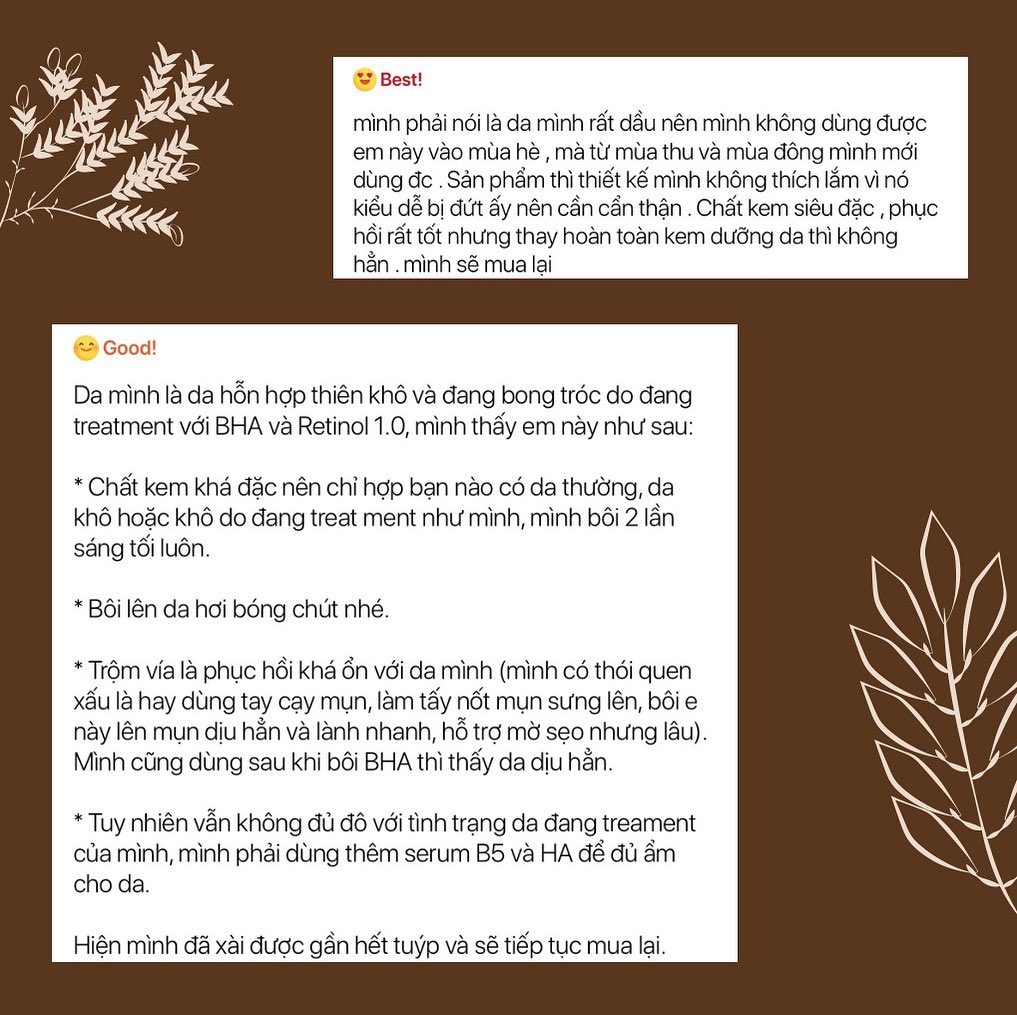 Best!
mình phải nói là da mình rất dầu nên mình không dùng được
em này vào mùa hè , mà từ mùa thu và mùa đông mình mới
dùng đc . Sản phẩm thì thiết kế mình không thích lắm vì nó
kiểu dễ bị đứt ấy nên cần cẩn thận . Chất kem siêu đặc , phục
hồi rất tốt nhưng thay hoàn toàn kem dưỡng da thì không
hẳn . mình sẽ mua lại
Good!
Da mình là da hỗn hợp thiên khô và đang bong tróc do đang
treatment với BHA và Retinol 1.0, mình thấy em này như sau:
* Chất kem khá đặc nên chỉ hợp bạn nào có da thường, da
khô hoặc khô do đang treat ment như mình, mình bôi 2 lần
sáng tối luôn.
* Bôi lên da hơi bóng chút nhé.
* Trộm vía là phục hồi khá ổn với da mình (mình có thói quen
xấu là hay dùng tay cạy mụn, làm tấy nốt mụn sưng lên, bôi e
này lên mụn dịu hẳn và lành nhanh, hỗ trợ mờ sẹo nhưng lâu).
Mình cũng dùng sau khi bôi BHA thì thấy da dịu hẳn.
* Tuy nhiên vẫn không đủ đô với tình trạng da đang treament
của mình, mình phải dùng thêm serum B5 và HA để đủ ẩm
cho da.
Hiện mình đã xài được gần hết tuýp và sẽ tiếp tục mua lại.